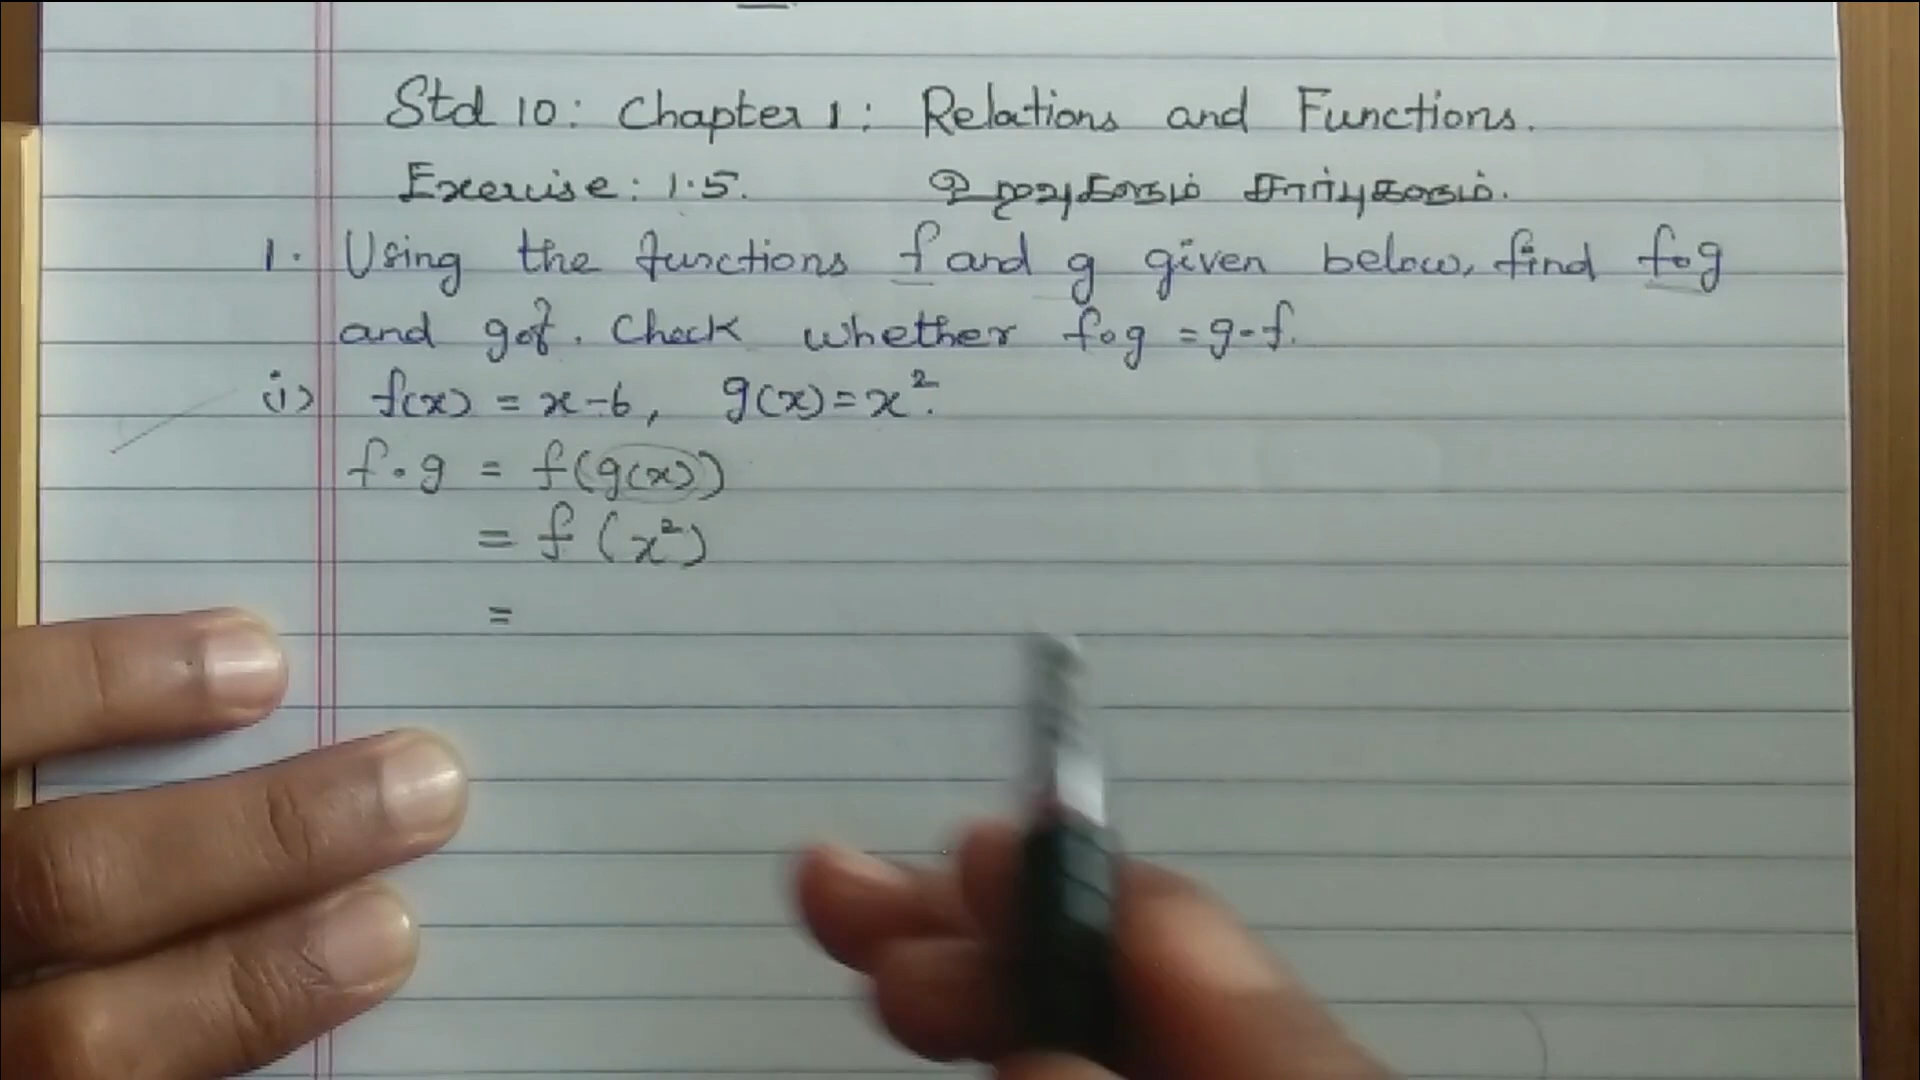 Std 10: Chapter 1: Relations and Functions.
Exercise: 1.5. உறவுகளும் சார்புகளும்.
1. Using the functions f and g given below, find fog
and gof. Check whether fog = g∘f.
i) f(x) = x-6, g(x) = x².
f∘g = f(g(x))
= f(x²)
=